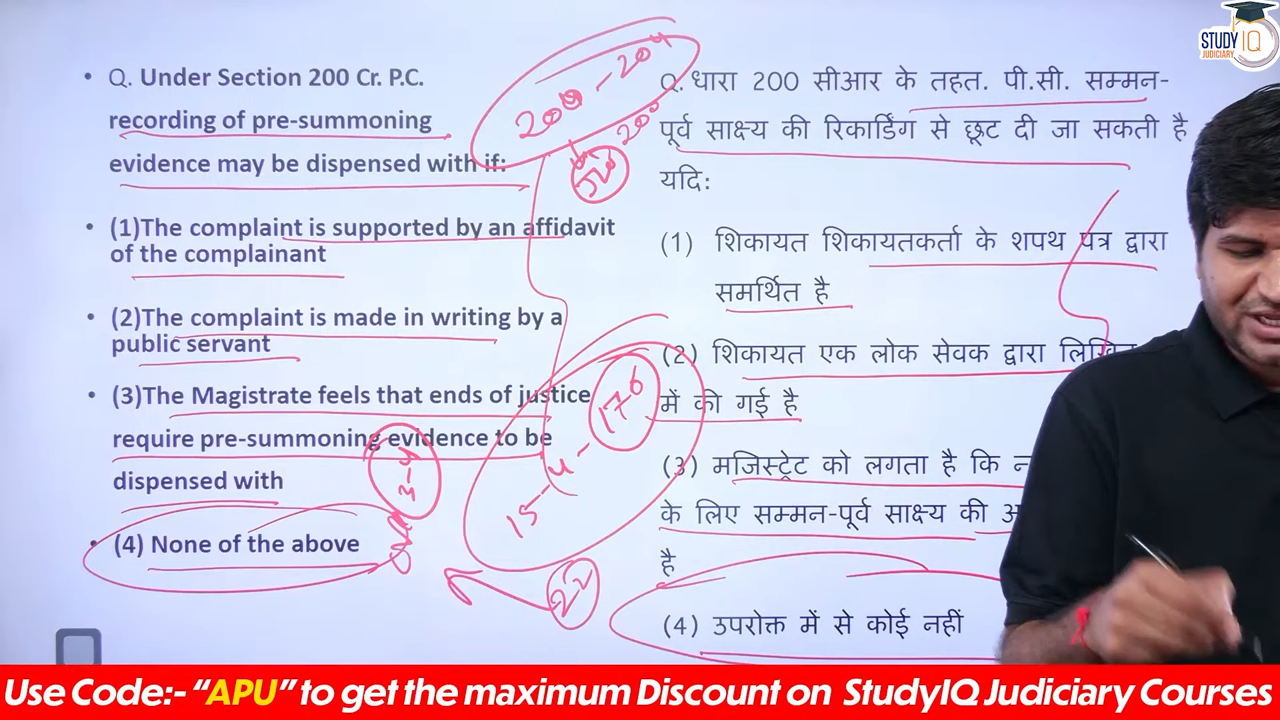 STUDY IQ
JUDICIARY
• Q. Under Section 200 Cr. P.C.
recording of pre-summoning
evidence may be dispensed with if:
• (1)The complaint is supported by an affidavit
of the complainant
• (2)The complaint is made in writing by a
public servant
• (3)The Magistrate feels that ends of justice
require pre-summoning evidence to be
dispensed with
• (4) None of the above
200 - 204
200
3-4
176
15 - 4 -
22
Q. धारा 200 सीआर के तहत. पी.सी. सम्मन-
पूर्व साक्ष्य की रिकार्डिंग से छूट दी जा सकती है
यदि:
(1) शिकायत शिकायतकर्ता के शपथ पत्र द्वारा
समर्थित है
(2) शिकायत एक लोक सेवक द्वारा लिखित
में की गई है
(3) मजिस्ट्रेट को लगता है कि
के लिए सम्मन-पूर्व साक्ष्य की
है
(4) उपरोक्त में से कोई नहीं
Use Code:- “APU” to get the maximum Discount on StudyIQ Judiciary Courses